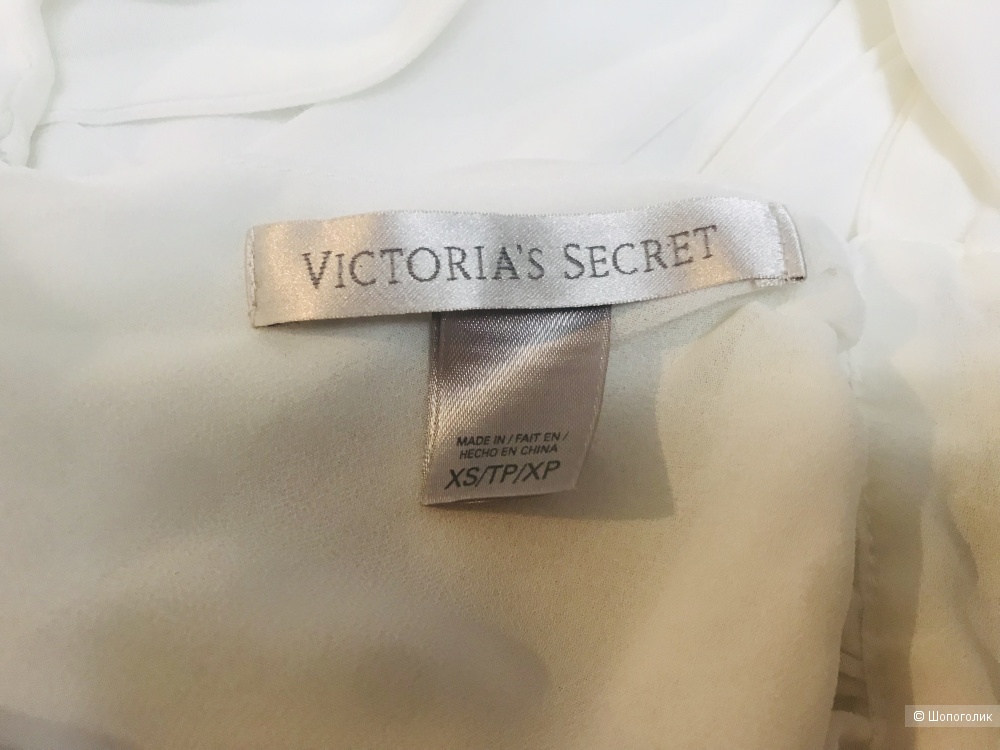 VICTORIA'S SECRET
MADE IN / FAIT EN /
HECHO EN CHINA
XS/TP/XP
© Шопоголик